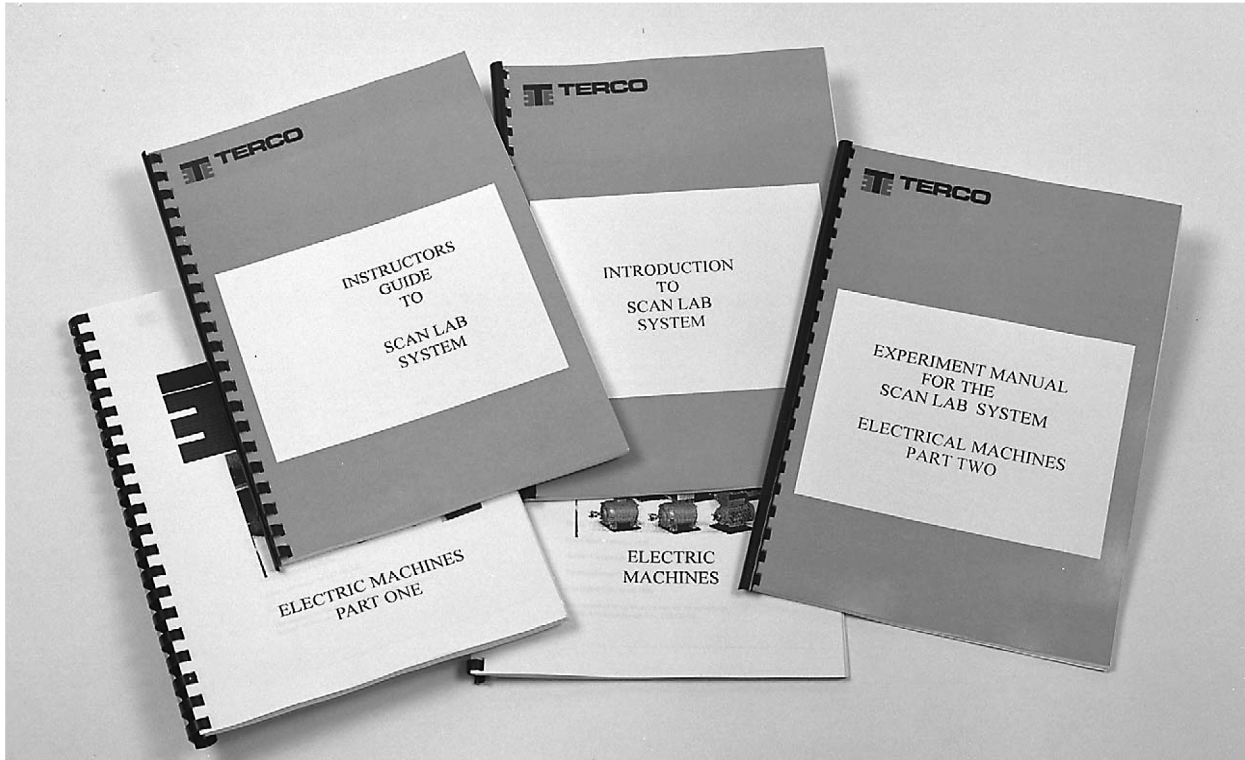 TERCO
INSTRUCTORS
GUIDE
TO
SCAN LAB
SYSTEM
TERCO
INTRODUCTION
TO
SCAN LAB
SYSTEM
TERCO
EXPERIMENT MANUAL
FOR THE
SCAN LAB SYSTEM
ELECTRICAL MACHINES
PART TWO
ELECTRIC MACHINES
PART ONE
ELECTRIC
MACHINES